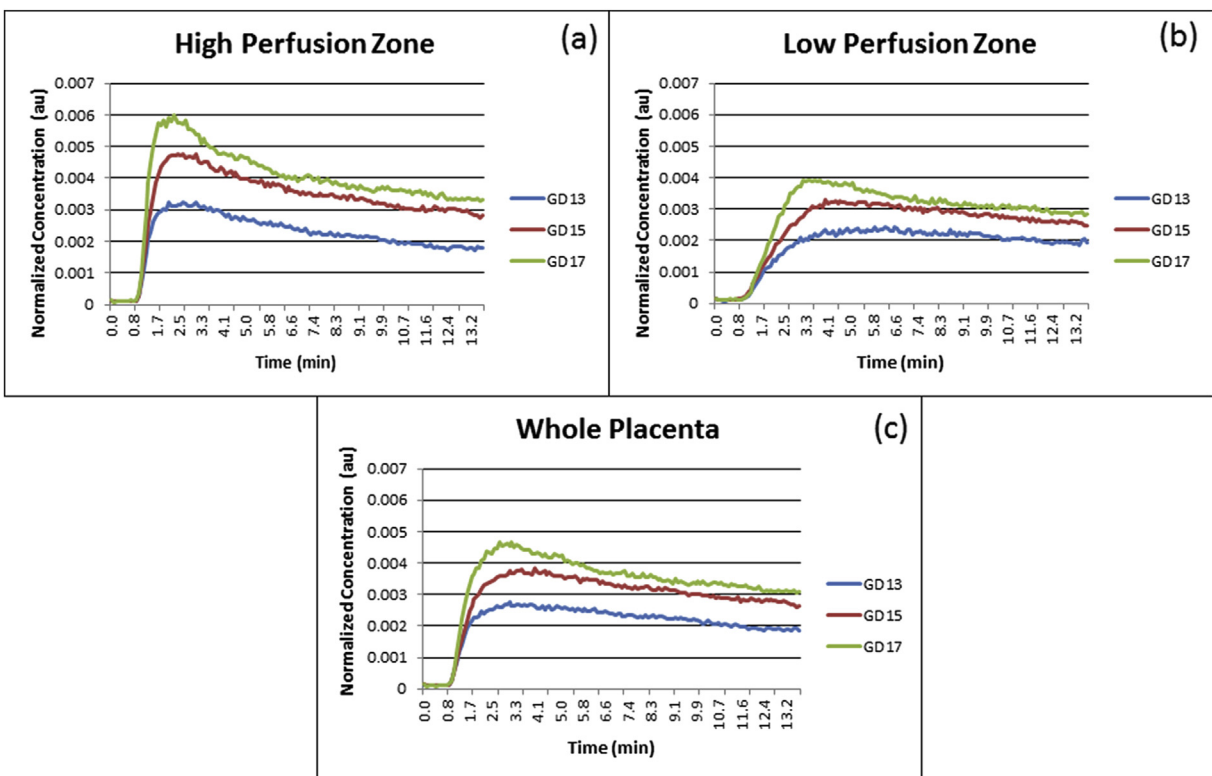 High Perfusion Zone
(a)
Normalized Concentration (au)
0.007
0.006
0.005
0.004
0.003
0.002
0.001
0
0.0 0.8 1.7 2.5 3.3 4.1 5.0 5.8 6.6 7.4 8.3 9.1 9.9 10.7 11.6 12.4 13.2
Time (min)
GD13
GD15
GD17
Low Perfusion Zone
(b)
Normalized Concentration (au)
0.007
0.006
0.005
0.004
0.003
0.002
0.001
0
0.0 0.8 1.7 2.5 3.3 4.1 5.0 5.8 6.6 7.4 8.3 9.1 9.9 10.7 11.6 12.4 13.2
Time (min)
GD13
GD15
GD17
Whole Placenta
(c)
Normalized Concentration (au)
0.007
0.006
0.005
0.004
0.003
0.002
0.001
0
0.0 0.8 1.7 2.5 3.3 4.1 5.0 5.8 6.6 7.4 8.3 9.1 9.9 10.7 11.6 12.4 13.2
Time (min)
GD13
GD15
GD17